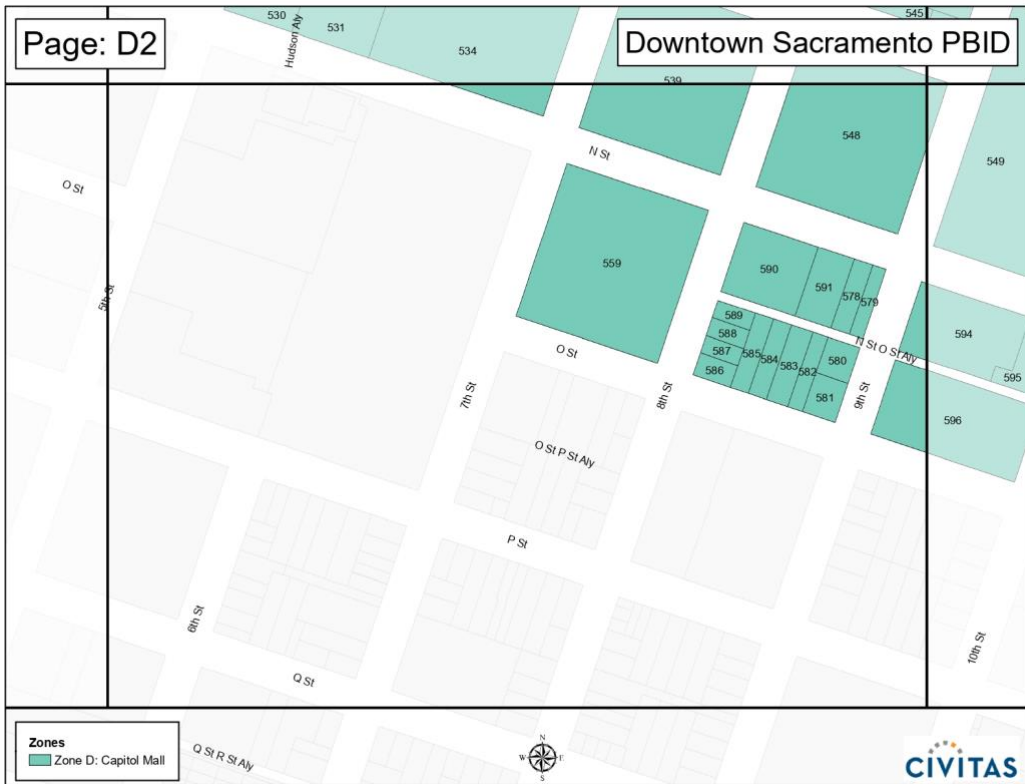 Page: D2
Downtown Sacramento PBID
530
531
534
539
545
548
549
Hudson Aly
N St
O St
5th St
559
590
591
578
579
589
588
587
586
585
584
583
582
580
581
N St O St Aly
594
595
596
O St
7th St
8th St
9th St
O St P St Aly
P St
6th St
10th St
Q St
Q St R St Aly
Zones
Zone D: Capitol Mall
N
W
E
S
CIVITAS